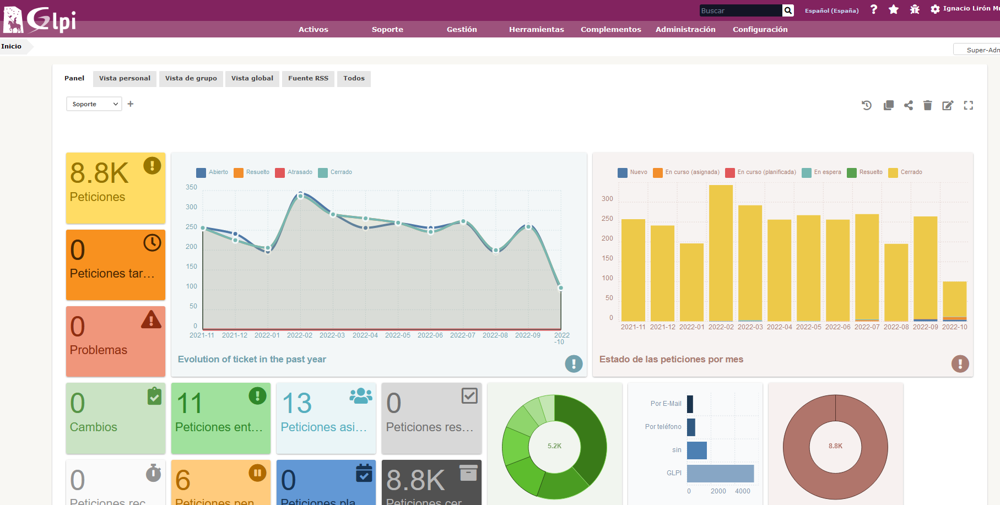 Glpi
Buscar
Español (España)
Ignacio Lirón Mu
Activos
Soporte
Gestión
Herramientas
Complementos
Administración
Configuración
Inicio
Super-Adm
Panel
Vista personal
Vista de grupo
Vista global
Fuente RSS
Todos
Soporte
8.8K
Peticiones
0
Peticiones tar...
0
Problemas
Abierto
Resuelto
Atrasado
Cerrado
350
300
250
200
150
100
50
0
2021-11
2021-12
2022-01
2022-02
2022-03
2022-04
2022-05
2022-06
2022-07
2022-08
2022-09
2022
-10
Evolution of ticket in the past year
Nuevo
En curso (asignada)
En curso (planificada)
En espera
Resuelto
Cerrado
300
250
200
150
100
50
0
2021-11
2021-12
2022-01
2022-02
2022-03
2022-04
2022-05
2022-06
2022-07
2022-08
2022-09
2022-10
Estado de las peticiones por mes
0
Cambios
11
Peticiones ent...
13
Peticiones asi...
0
Peticiones res...
5.2K
Por E-Mail
Por teléfono
sin
GLPI
0
2000
4000
8.8K
0
Peticiones rec
6
Peticiones pen
0
Peticiones pla
8.8K
Peticiones cer